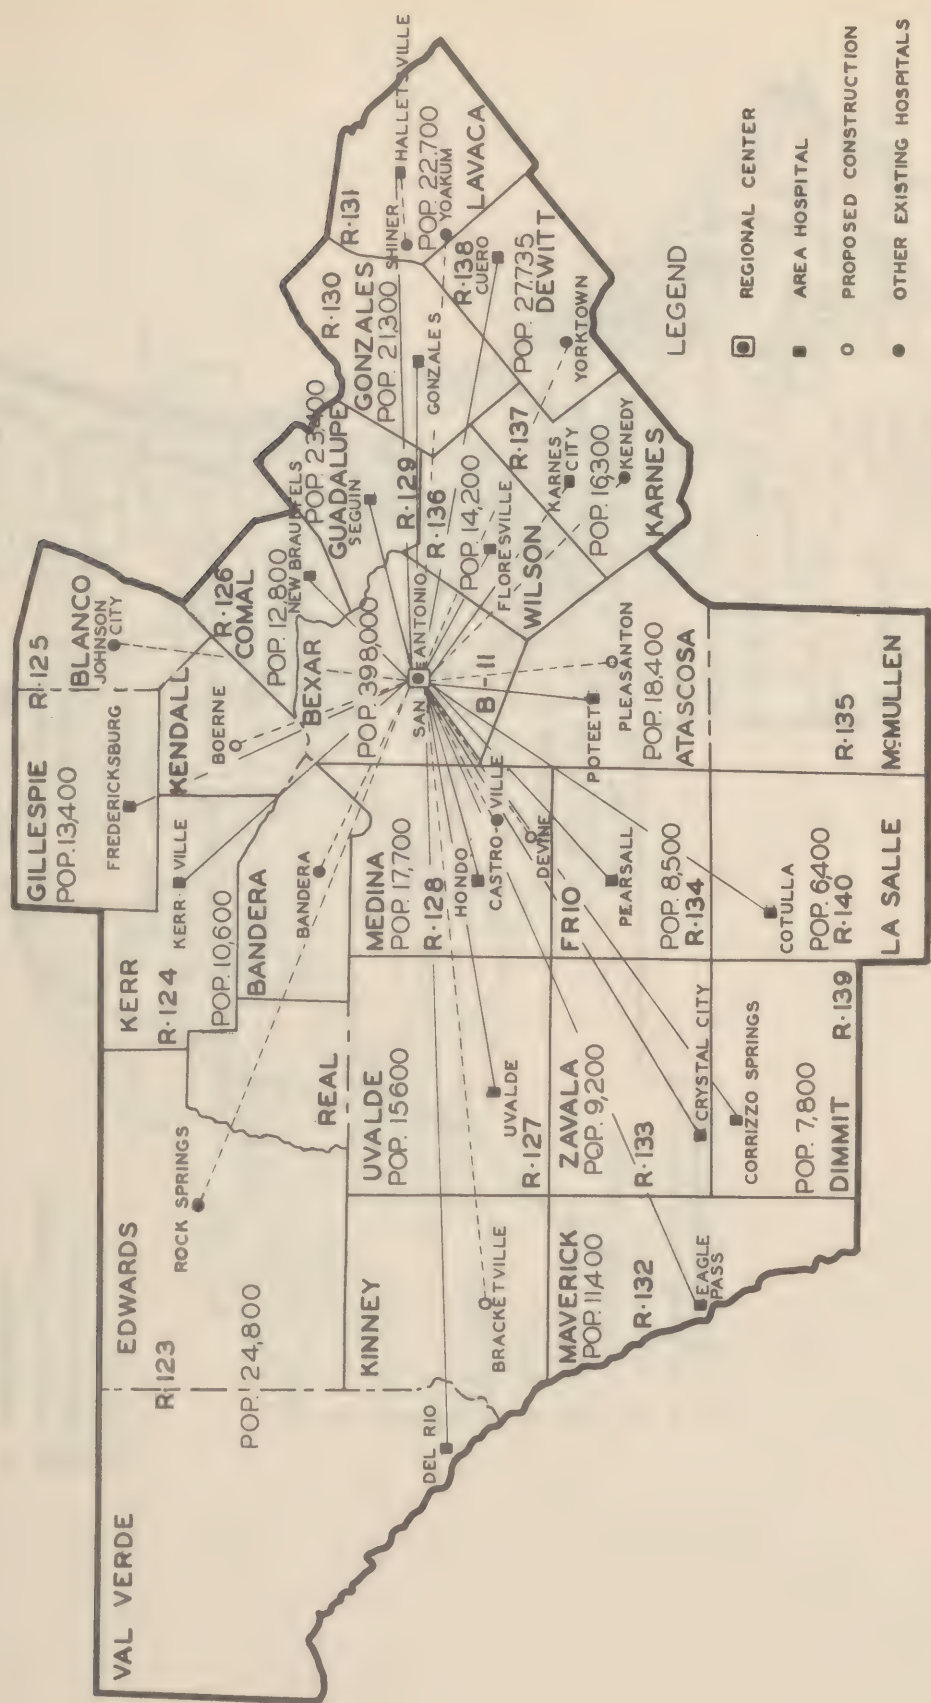 VAL VERDE
EDWARDS
R-123
POP. 24,800
ROCK SPRINGS
DEL RIO
KINNEY
BRACKETVILLE
REAL
KERR
R-124
POP. 10,600
KERR-VILLE
BANDERA
BANDERA
GILLESPIE R-125
POP. 13,400
FREDERICKSBURG
BLANCO
JOHNSON
CITY
KENDALL
BOERNE
R-126
COMAL
POP. 12,800
NEW BRAUNFELS
BEXAR
POP. 398,000
SAN ANTONIO
B-11
UVALDE
POP. 15600
UVALDE
R-127
MEDINA
POP. 17,700
R-128
HONDO
CASTRO-VILLE
DEVINE
GUADALUPE
SEGUIN
R-129
R-130
GONZALES
POP. 21,300
GONZALES
R-131
SHINER
HALLETSVILLE
POP. 22,700
YOAKUM
LAVACA
MAVERICK
POP. 11,400
R-132
EAGLE
PASS
ZAVALA
POP. 9,200
R-133
CRYSTAL CITY
FRIO
PEARSALL
POP. 8,500
R-134
POTEET
PLEASANTON
POP. 18,400
ATASCOSA
R-135
McMULLEN
R-136
POP. 14,200
FLORESVILLE
WILSON
R-137
KARNES
CITY
POP. 16,300
KENEDY
KARNES
R-138
CUERO
POP. 27,735
DEWITT
YORKTOWN
CORRIZO SPRINGS
POP. 7,800
DIMMIT
R-139
COTULLA
POP. 6,400
R-140
LA SALLE
LEGEND
REGIONAL CENTER
AREA HOSPITAL
PROPOSED CONSTRUCTION
OTHER EXISTING HOSPITALS